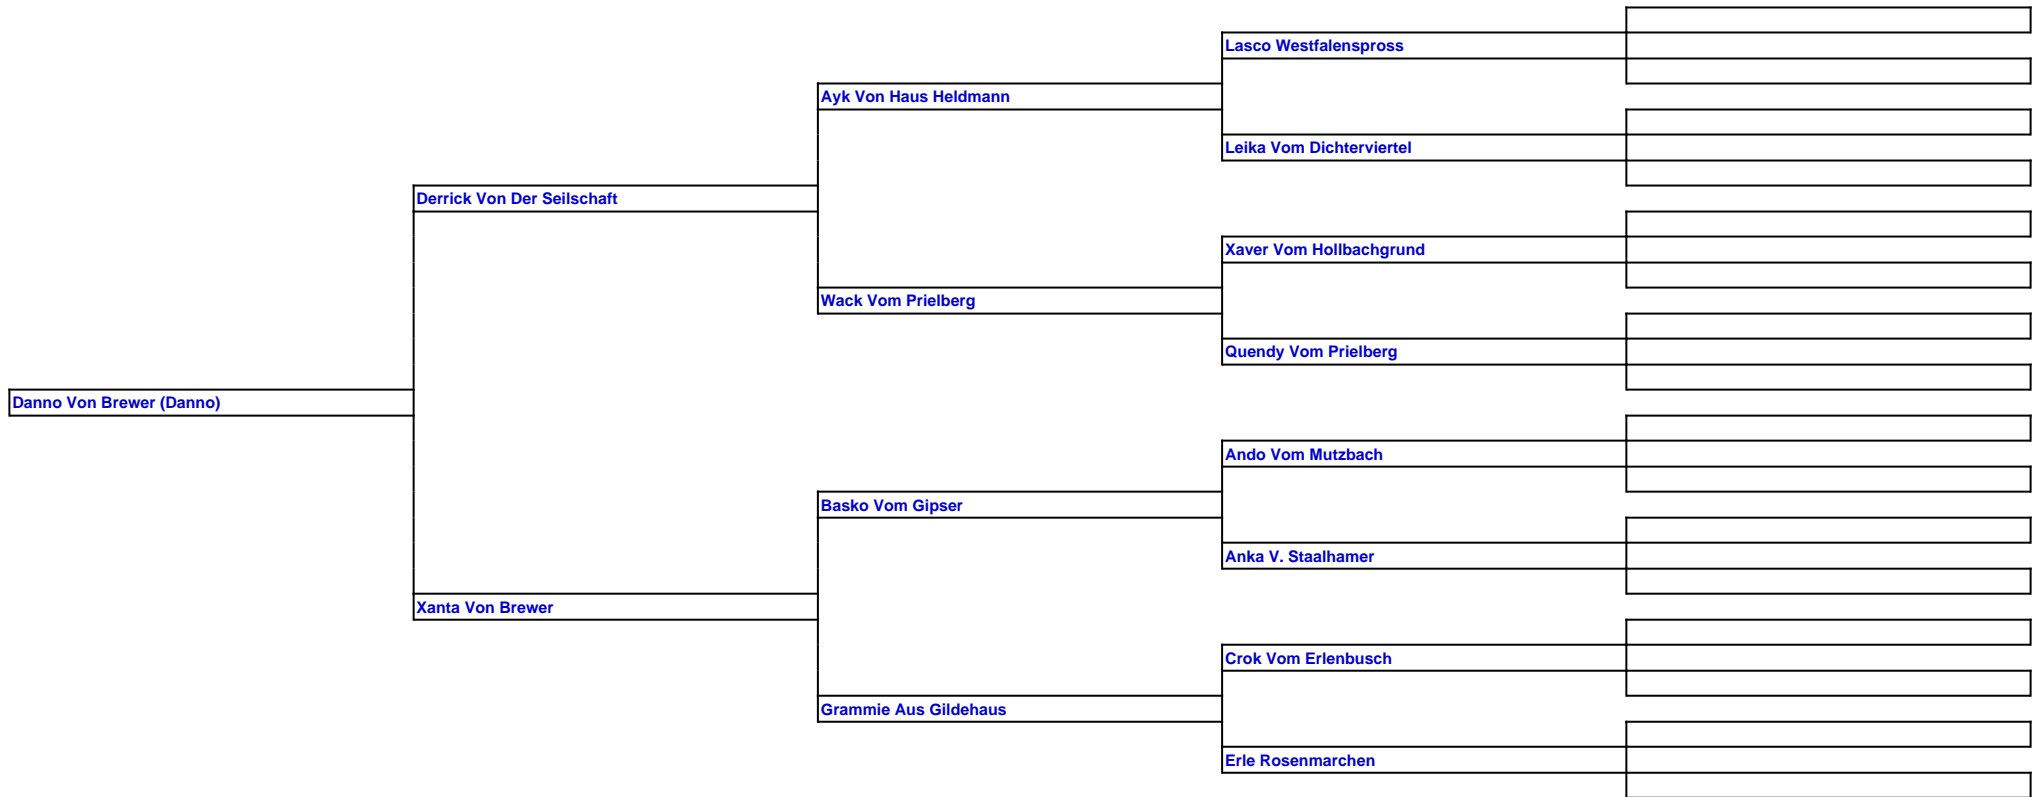 Lasco Westfalenspross
Ayk Von Haus Heldmann
Leika Vom Dichterviertel
Derrick Von Der Seilschaft
Xaver Vom Hollbachgrund
Wack Vom Prielberg
Quendy Vom Prielberg
Danno Von Brewer (Danno)
Ando Vom Mutzbach
Basko Vom Gipser
Anka V. Staalhamer
Xanta Von Brewer
Crok Vom Erlenbusch
Grammie Aus Gildehaus
Erle Rosenmarchen